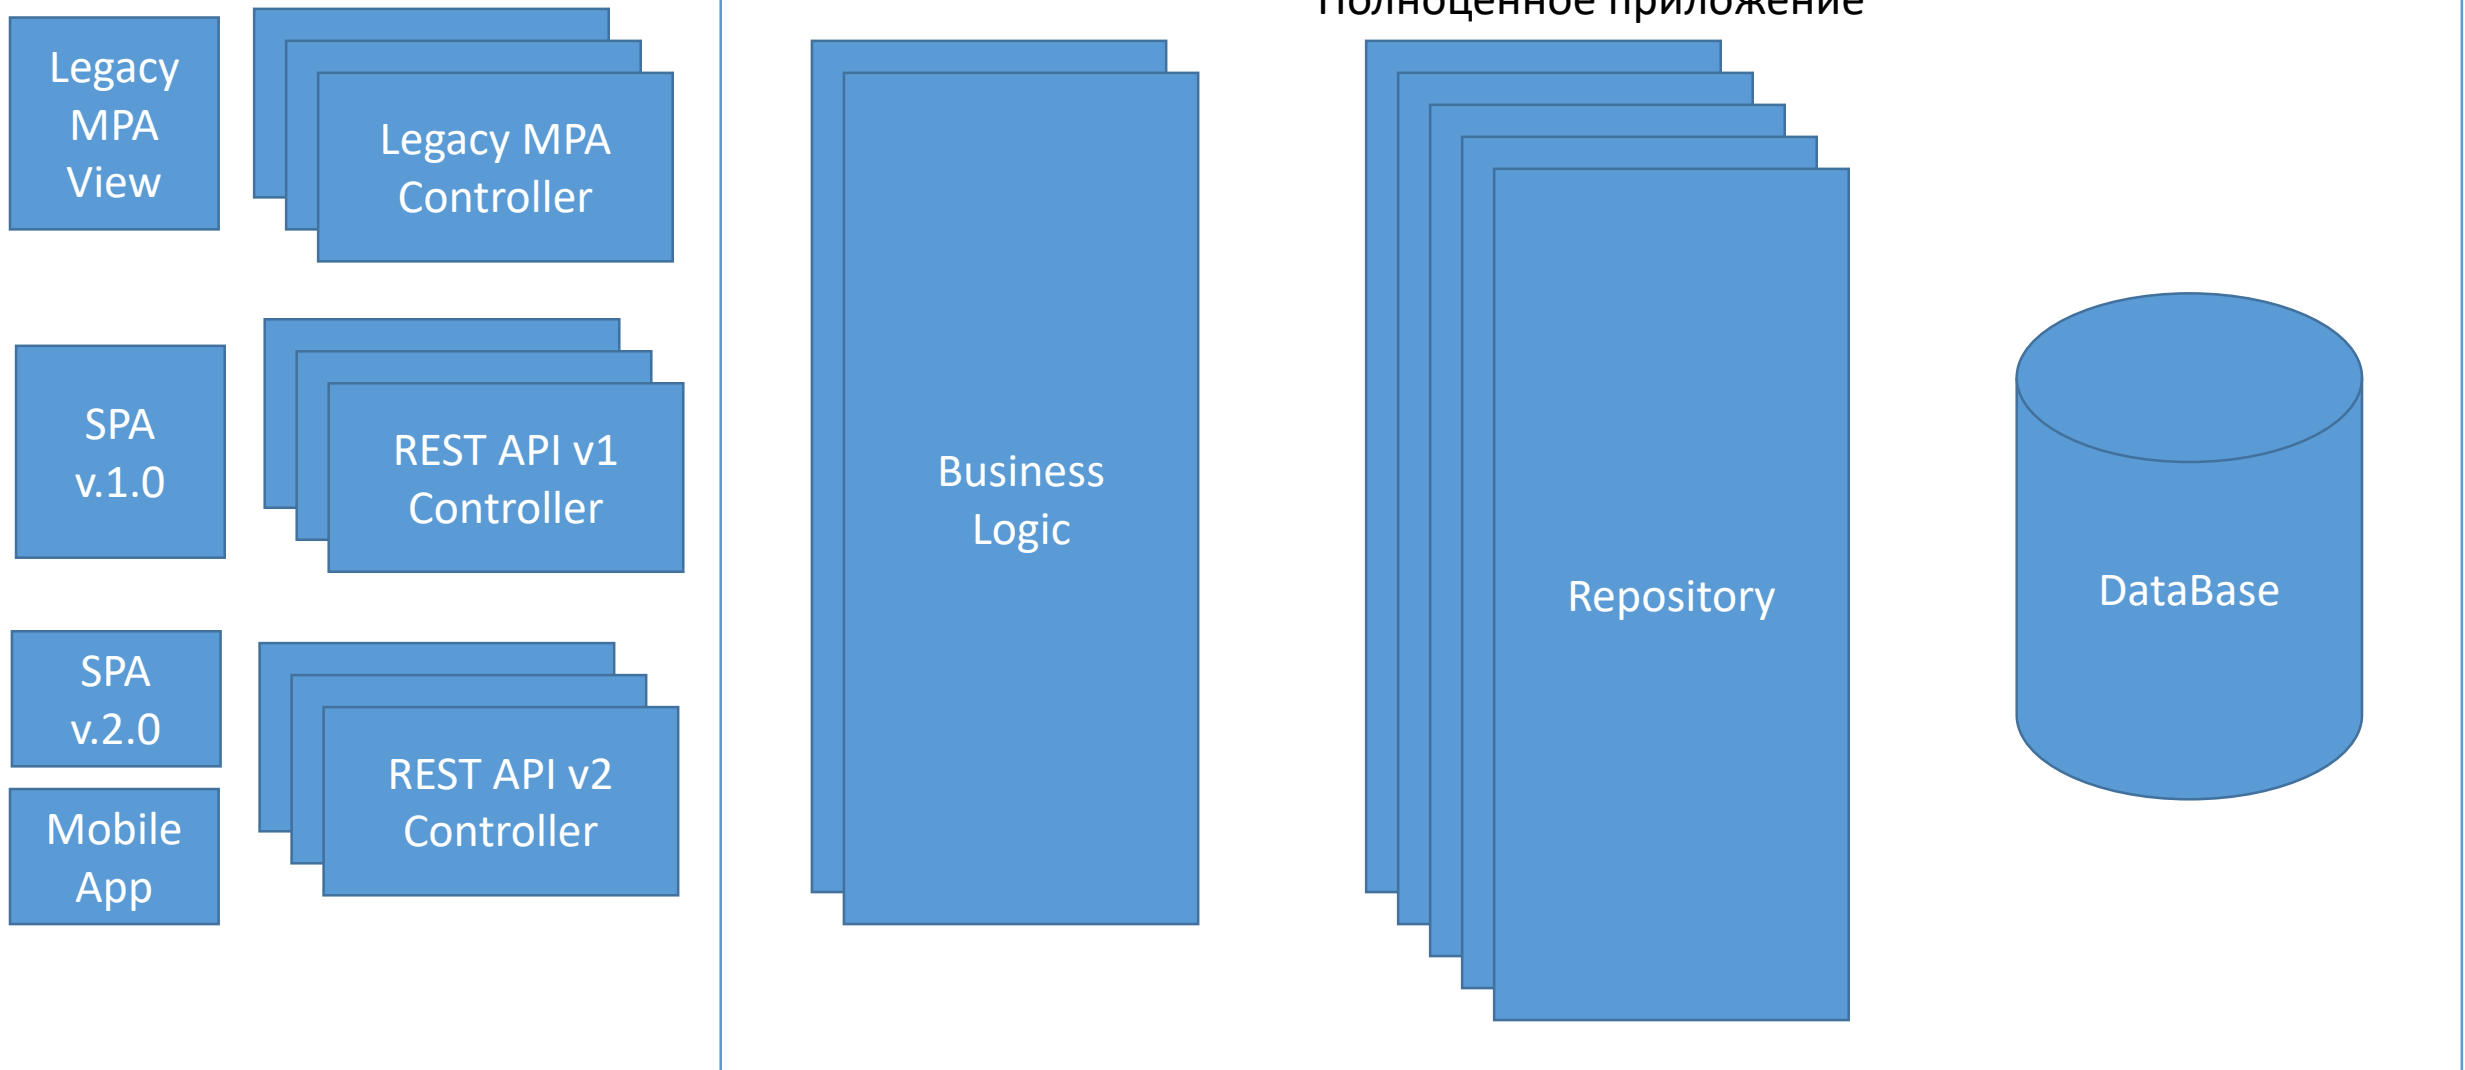 Полноценное приложение
Legacy
MPA
View
Legacy MPA
Controller
SPA
v.1.0
REST API v1
Controller
SPA
v.2.0
Mobile
App
REST API v2
Controller
Business
Logic
Repository
DataBase